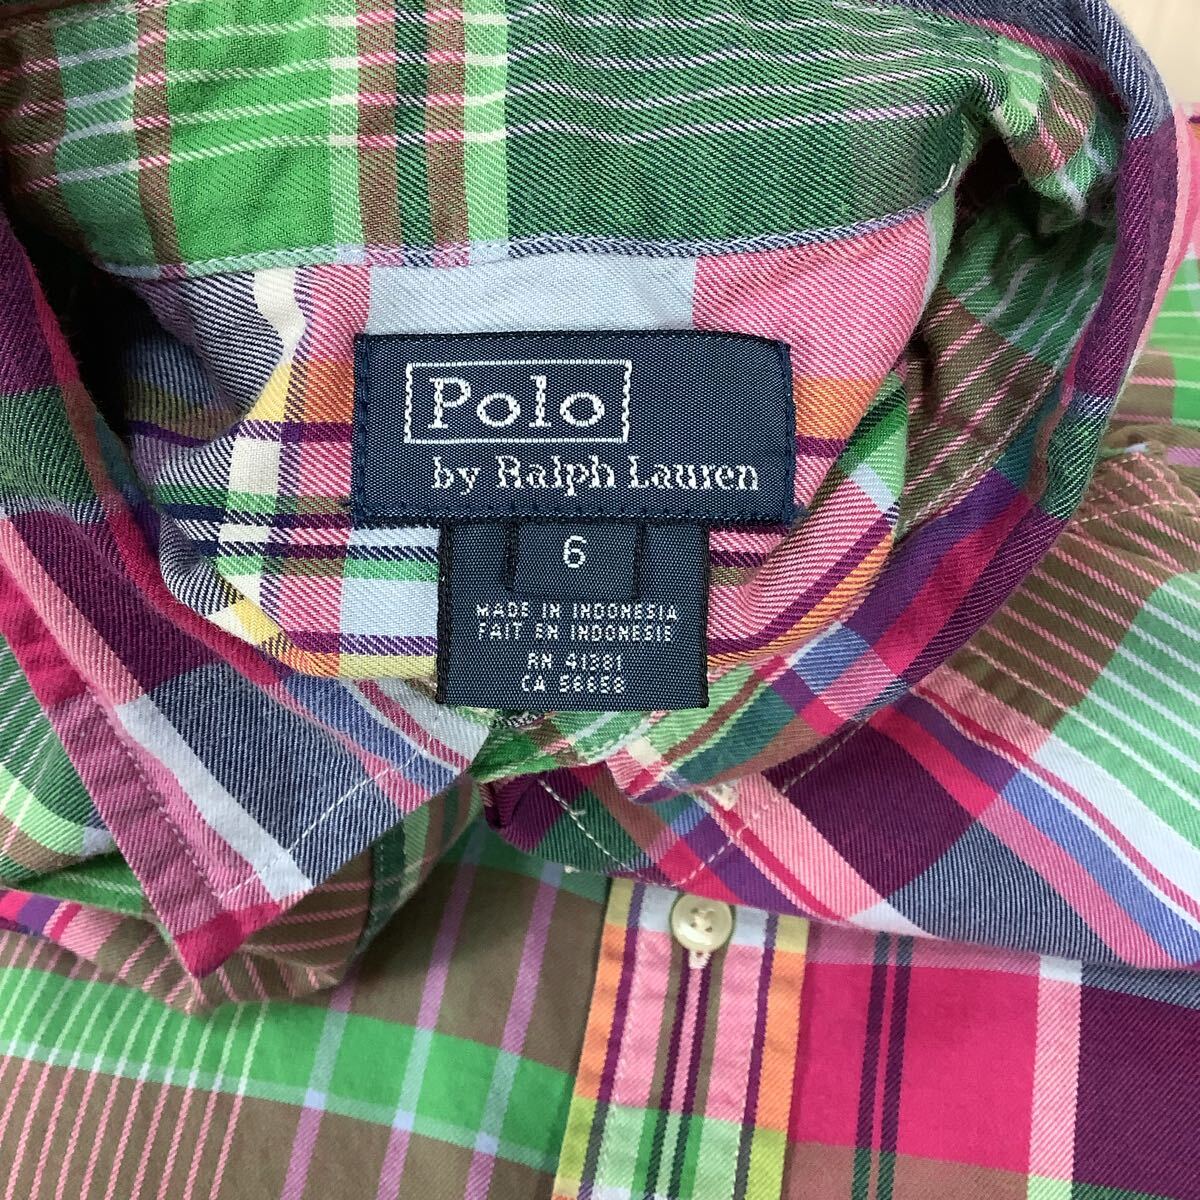 Polo
by Ralph Lauren
6
MADE IN INDONESIA
FAIT EN INDONESIE
RN 41381
CA 56658